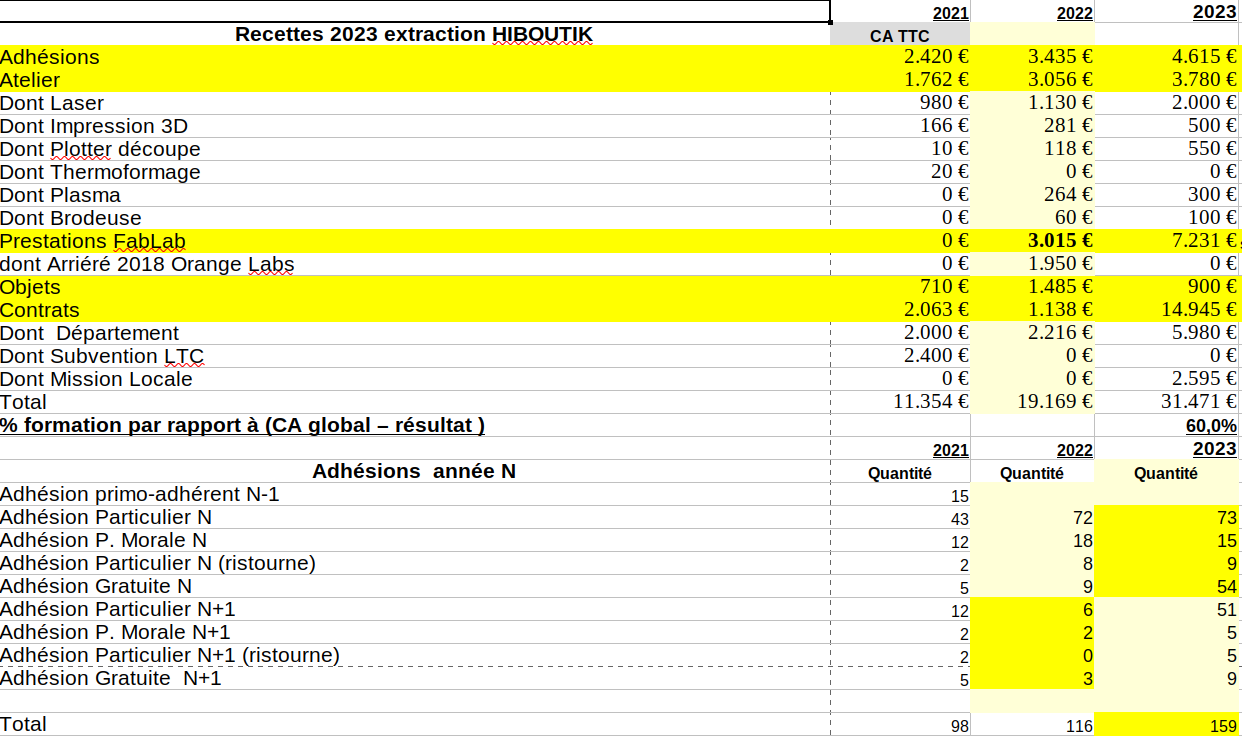 2021 2022 2023
Recettes 2023 extraction HIBOUTIK CA TTC
Adhésions 2.420 € 3.435 € 4.615 €
Atelier 1.762 € 3.056 € 3.780 €
Dont Laser 980 € 1.130 € 2.000 €
Dont Impression 3D 166 € 281 € 500 €
Dont Plotter découpe 10 € 118 € 550 €
Dont Thermoformage 20 € 0 € 0 €
Dont Plasma 0 € 264 € 300 €
Dont Brodeuse 0 € 60 € 100 €
Prestations FabLab 0 € 3.015 € 7.231 €
dont Arriéré 2018 Orange Labs 0 € 1.950 € 0 €
Objets 710 € 1.485 € 900 €
Contrats 2.063 € 1.138 € 14.945 €
Dont Département 2.000 € 2.216 € 5.980 €
Dont Subvention LTC 2.400 € 0 € 0 €
Dont Mission Locale 0 € 0 € 2.595 €
Total 11.354 € 19.169 € 31.471 €
% formation par rapport à (CA global – résultat ) 60,0%
2021 2022 2023
Adhésions année N Quantité Quantité Quantité
Adhésion primo-adhérent N-1 15
Adhésion Particulier N 43 72 73
Adhésion P. Morale N 12 18 15
Adhésion Particulier N (ristourne) 2 8 9
Adhésion Gratuite N 5 9 54
Adhésion Particulier N+1 12 6 51
Adhésion P. Morale N+1 2 2 5
Adhésion Particulier N+1 (ristourne) 2 0 5
Adhésion Gratuite N+1 5 3 9
Total 98 116 159